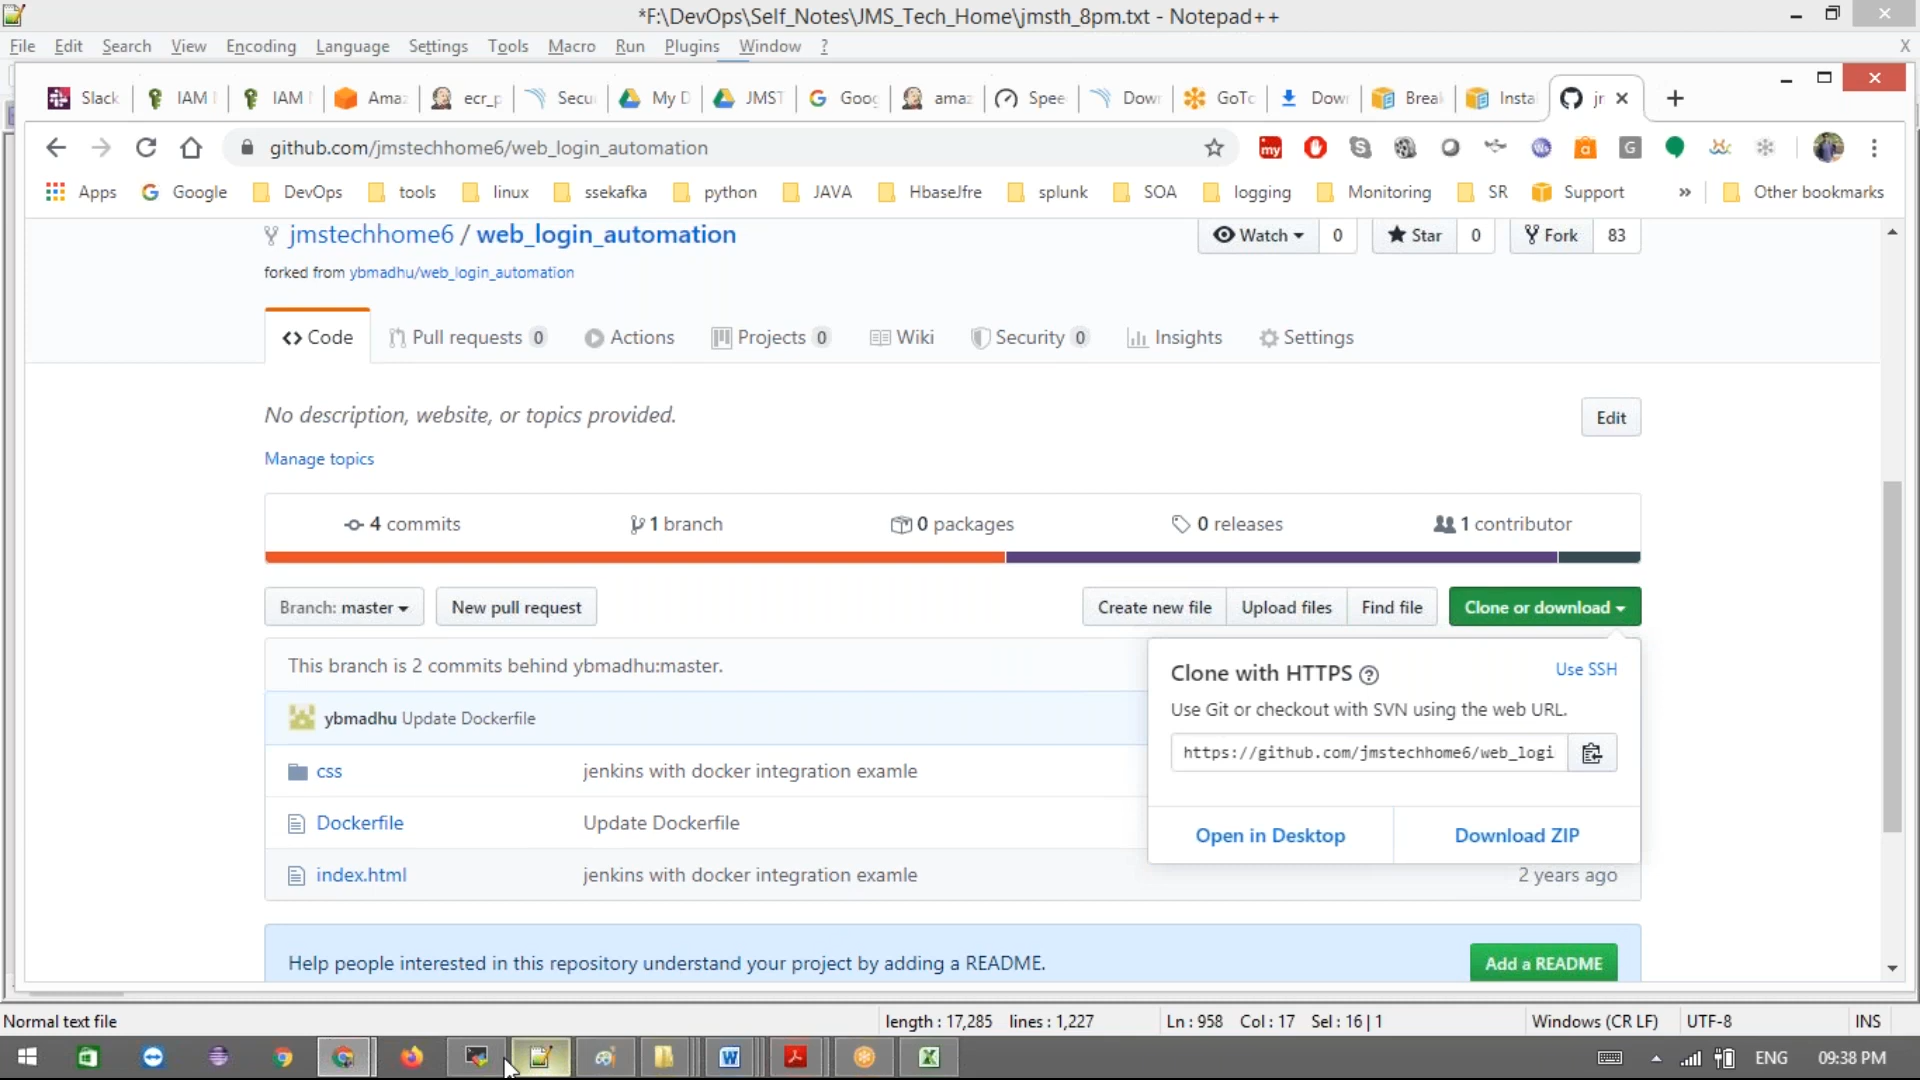 *F:\DevOps\Self_Notes\JMS_Tech_Home\jmsth_8pm.txt - Notepad++
File Edit Search View Encoding Language Settings Tools Macro Run Plugins Window ? X
Slack IAM IAM Ama ecr_p Secu My D JMST Goo ama Spee Dow GoTo Dow Brea Insta
github.com/jmstechhome6/web_login_automation
Apps Google DevOps tools linux ssekafka python JAVA HbaseJfre splunk SOA logging Monitoring SR Support » Other bookmarks
jmstechhome6 / web_login_automation Watch 0 Star 0 Fork 83
forked from ybmadhu/web_login_automation
Code Pull requests 0 Actions Projects 0 Wiki Security 0 Insights Settings
No description, website, or topics provided. Edit
Manage topics
4 commits 1 branch 0 packages 0 releases 1 contributor
Branch: master New pull request Create new file Upload files Find file Clone or download
This branch is 2 commits behind ybmadhu:master.
Clone with HTTPS Use SSH
Use Git or checkout with SVN using the web URL.
ybmadhu Update Dockerfile
https://github.com/jmstechhome6/web_logi
css jenkins with docker integration examle
Dockerfile Update Dockerfile
Open in Desktop Download ZIP
index.html jenkins with docker integration examle 2 years ago
Help people interested in this repository understand your project by adding a README. Add a README
Normal text file length : 17,285 lines : 1,227 Ln : 958 Col : 17 Sel : 16 | 1 Windows (CR LF) UTF-8 INS
ENG 09:38 PM